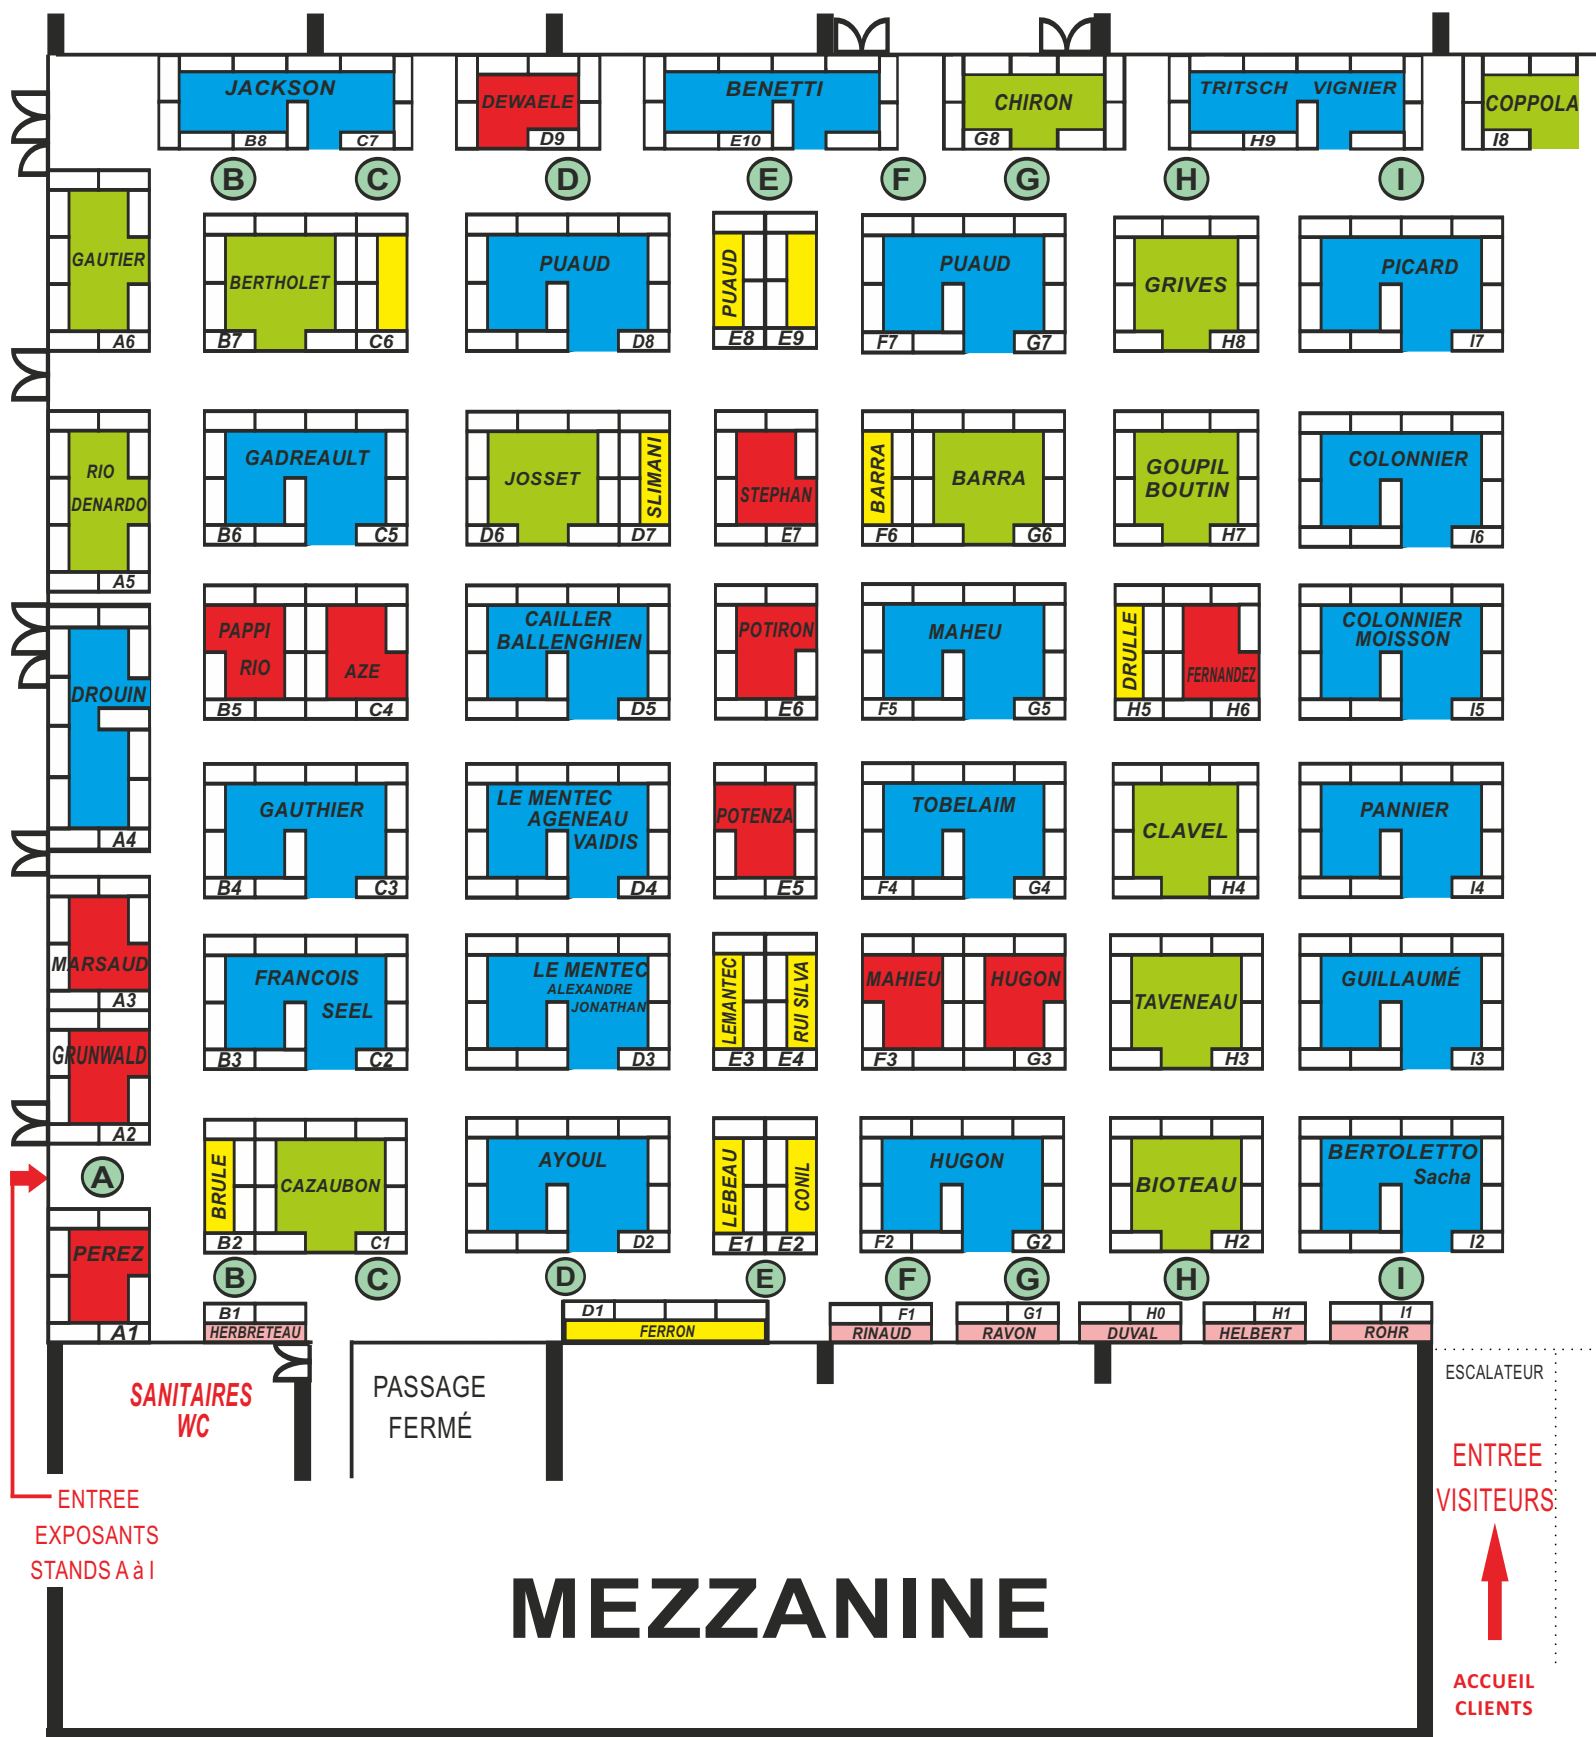 JACKSON
DEWAELE
BENETTI
CHIRON
TRITSCH VIGNIER
COPPOLA
B8 C7 D9 E10 G8 H9 I8
B C D E F G H I
GAUTIER
A6
BERTHOLET
B7 C6
PUAUD
D8
PUAUD
E8 E9
PUAUD
F7 G7
GRIVES
H8
PICARD
I7
RIO
DENARDO
A5
GADREAULT
B6 C5
JOSSET
SLIMANI
D6 D7
STEPHAN
E7
BARRA
BARRA
F6 G6
GOUPIL
BOUTIN
H7
COLONNIER
I6
DROUIN
A4
PAPPI
RIO
AZE
B5 C4
CAILLER
BALLENGHIEN
D5
POTIRON
E6
MAHEU
F5 G5
DRULLE
FERNANDEZ
H5 H6
COLONNIER
MOISSON
I5
GAUTHIER
B4 C3
LE MENTEC
AGENEAU
VAIDIS
D4
POTENZA
E5
TOBELAIM
F4 G4
CLAVEL
H4
PANNIER
I4
MARSAUD
A3
GRUNWALD
A2
FRANCOIS
SEEL
B3 C2
LE MENTEC
ALEXANDRE
JONATHAN
D3
LEMANTEC
RUI SILVA
E3 E4
MAHIEU
HUGON
F3 G3
TAVENEAU
H3
GUILLAUMÉ
I3
A
PEREZ
A1
BRULE
CAZAUBON
B2 C1
AYOUL
D2
LEBEAU
CONIL
E1 E2
HUGON
F2 G2
BIOTEAU
H2
BERTOLETTO
Sacha
I2
B C D E F G H I
B1
HERBRETEAU
D1
FERRON
F1
RINAUD
G1
RAVON
H0
DUVAL
H1
HELBERT
I1
ROHR
SANITAIRES
WC
PASSAGE
FERMÉ
ESCALATEUR
ENTREE
VISITEURS
ENTREE
EXPOSANTS
STANDS A à I
MEZZANINE
ACCUEIL
CLIENTS